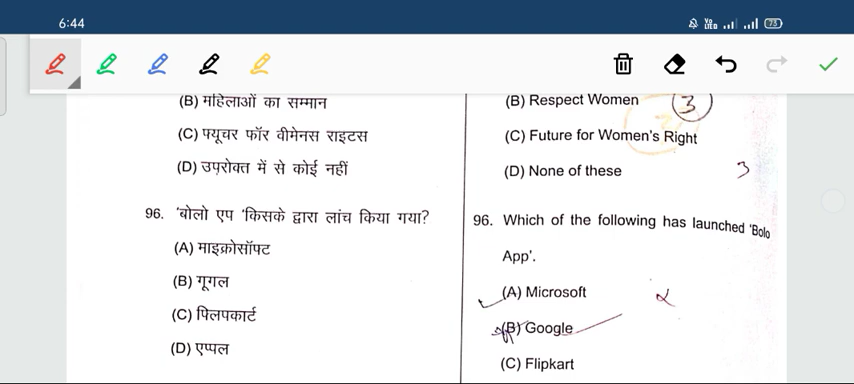 6:44
73
(B) महिलाओं का सम्मान
(C) फ्यूचर फॉर वीमेनस राइटस
(D) उपरोक्त में से कोई नहीं
96. 'बोलो एप 'किसके द्वारा लांच किया गया?
(A) माइक्रोसॉफ्ट
(B) गूगल
(C) फ्लिपकार्ट
(D) एप्पल
(B) Respect Women
3
(C) Future for Women's Right
(D) None of these
3
96. Which of the following has launched 'Bolo
App'.
(A) Microsoft
(B) Google
(C) Flipkart